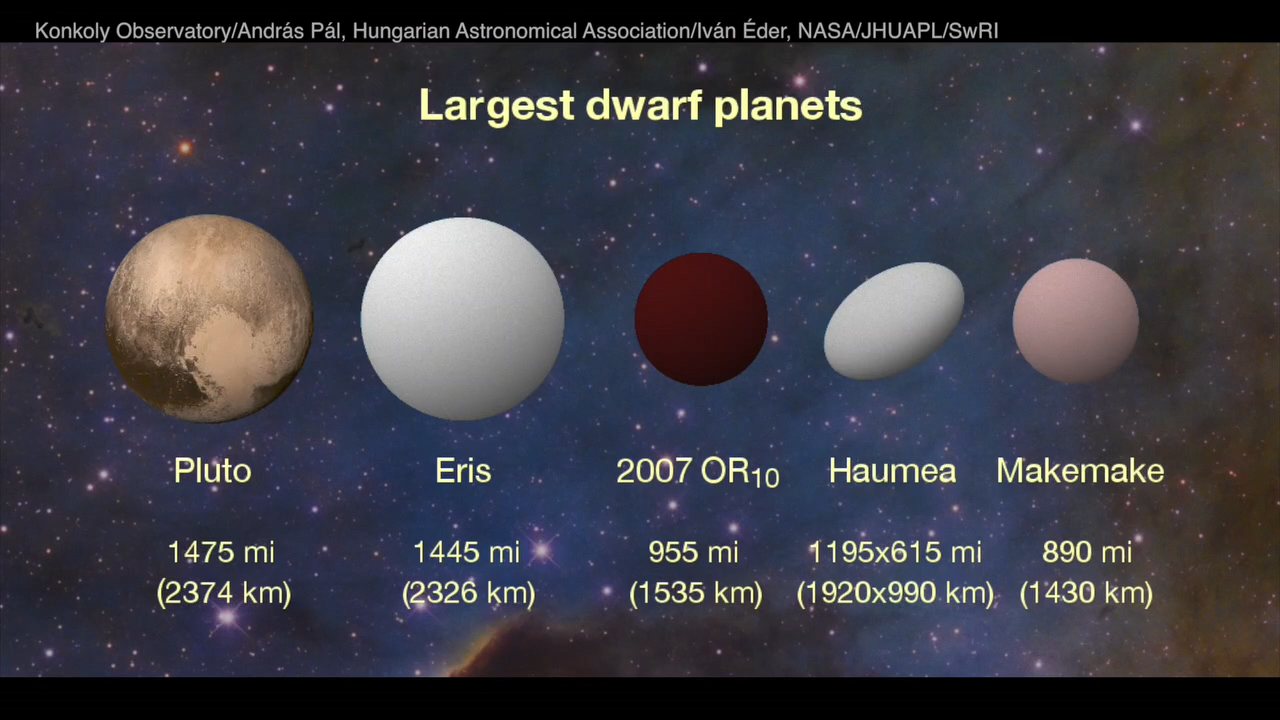 Konkoly Observatory/András Pál, Hungarian Astronomical Association/Iván Éder, NASA/JHUAPL/SwRI
Largest dwarf planets
Pluto Eris 2007 OR10 Haumea Makemake
1475 mi 1445 mi 955 mi 1195x615 mi 890 mi
(2374 km) (2326 km) (1535 km) (1920x990 km) (1430 km)